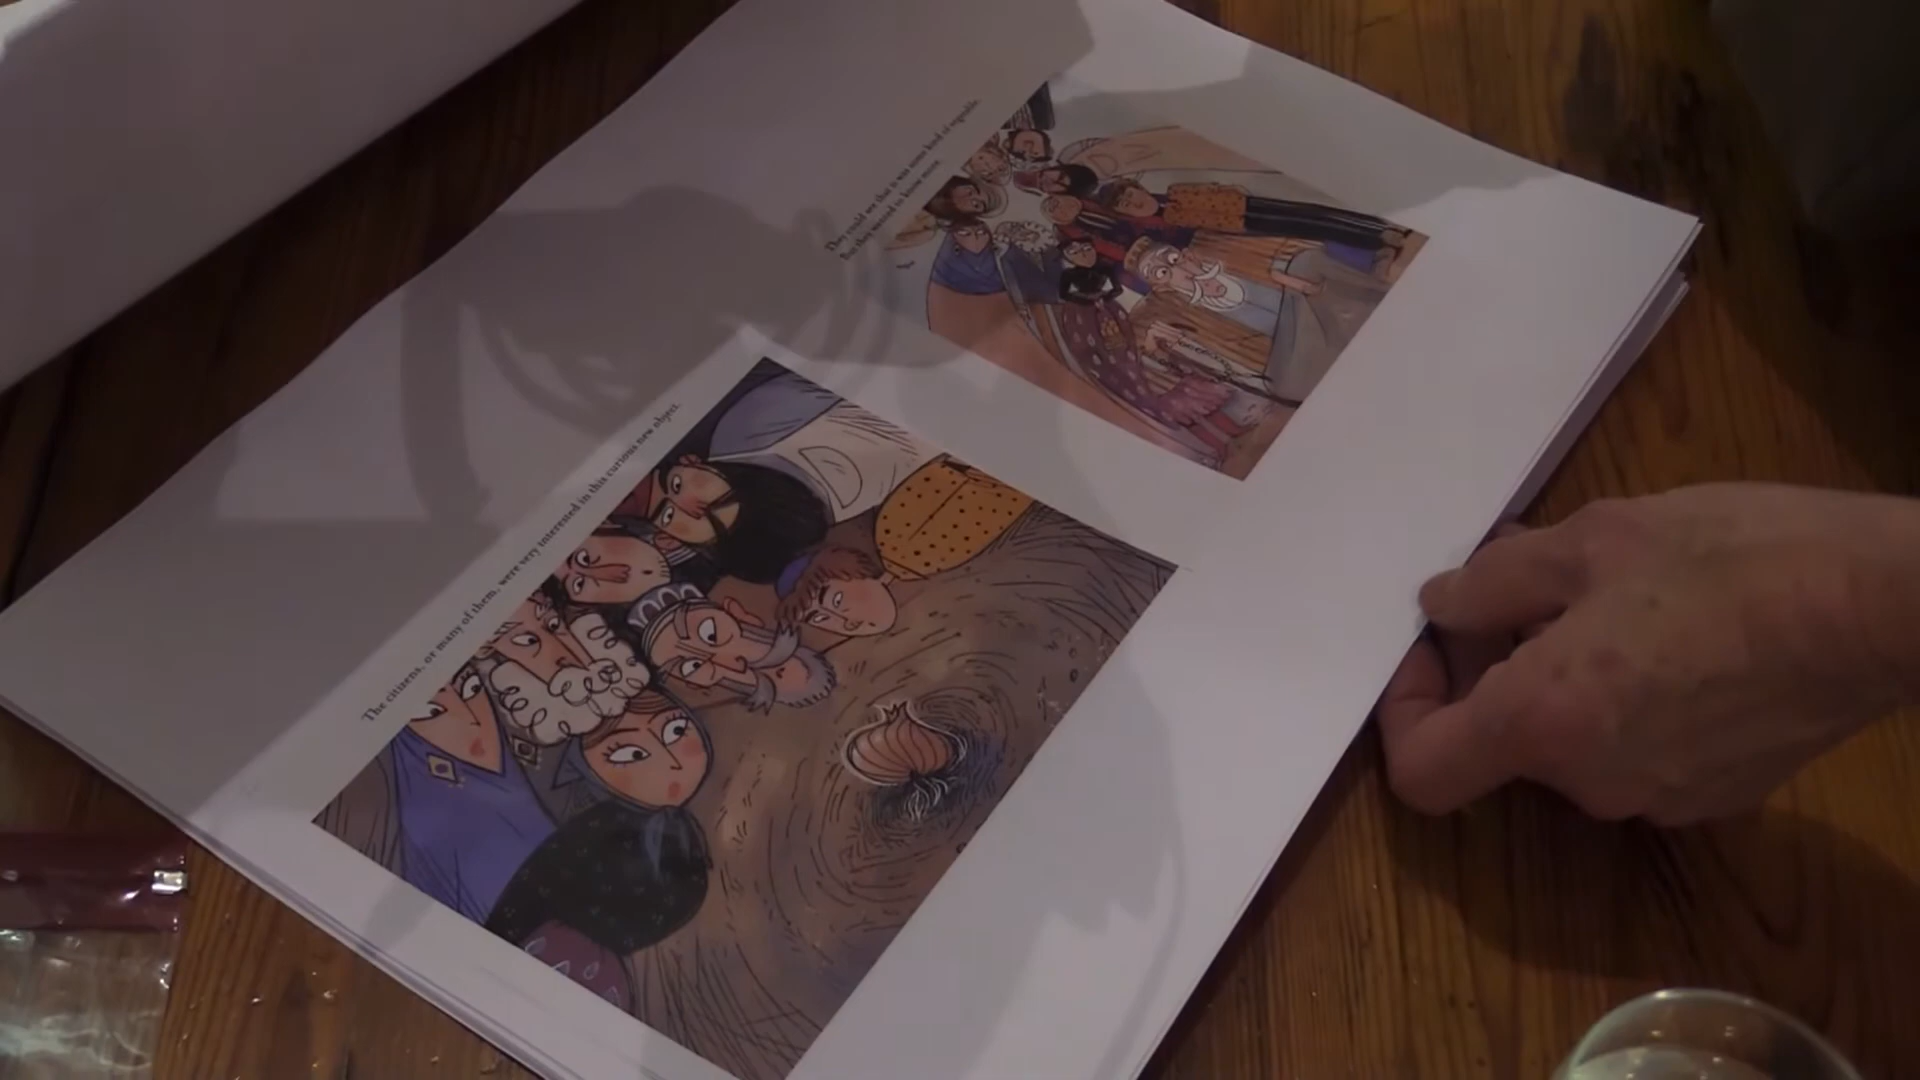 The citizens, or many of them, were very interested in this curious new object.
They could see that it was some kind of vegetable.
But they wanted to know more.